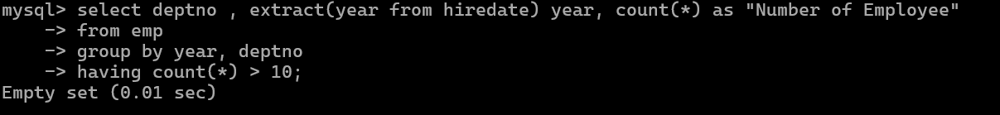 mysql> select deptno , extract(year from hiredate) year, count(*) as "Number of Employee"
    -> from emp
    -> group by year, deptno
    -> having count(*) > 10;
Empty set (0.01 sec)